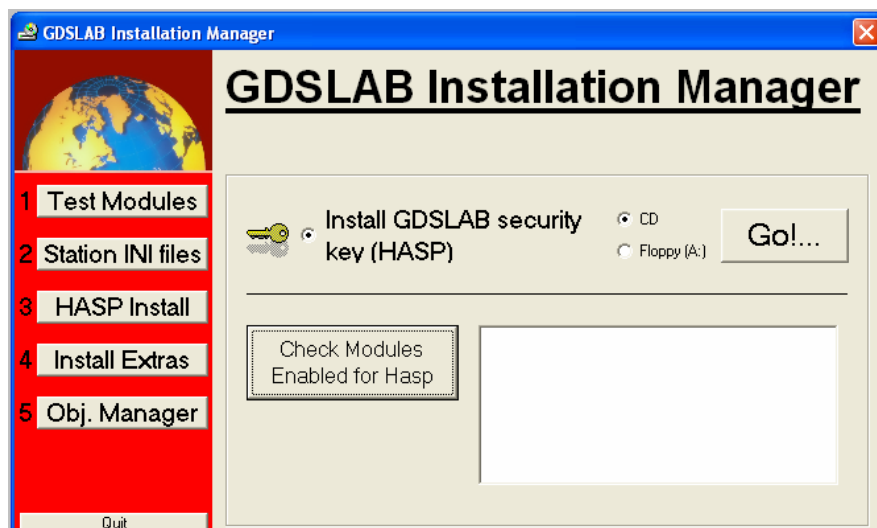 GDSLAB Installation Manager
GDSLAB Installation Manager
1 Test Modules
2 Station INI files
3 HASP Install
4 Install Extras
5 Obj. Manager
Quit
Install GDSLAB security
key (HASP)
CD
Floppy (A:)
Go!...
Check Modules
Enabled for Hasp